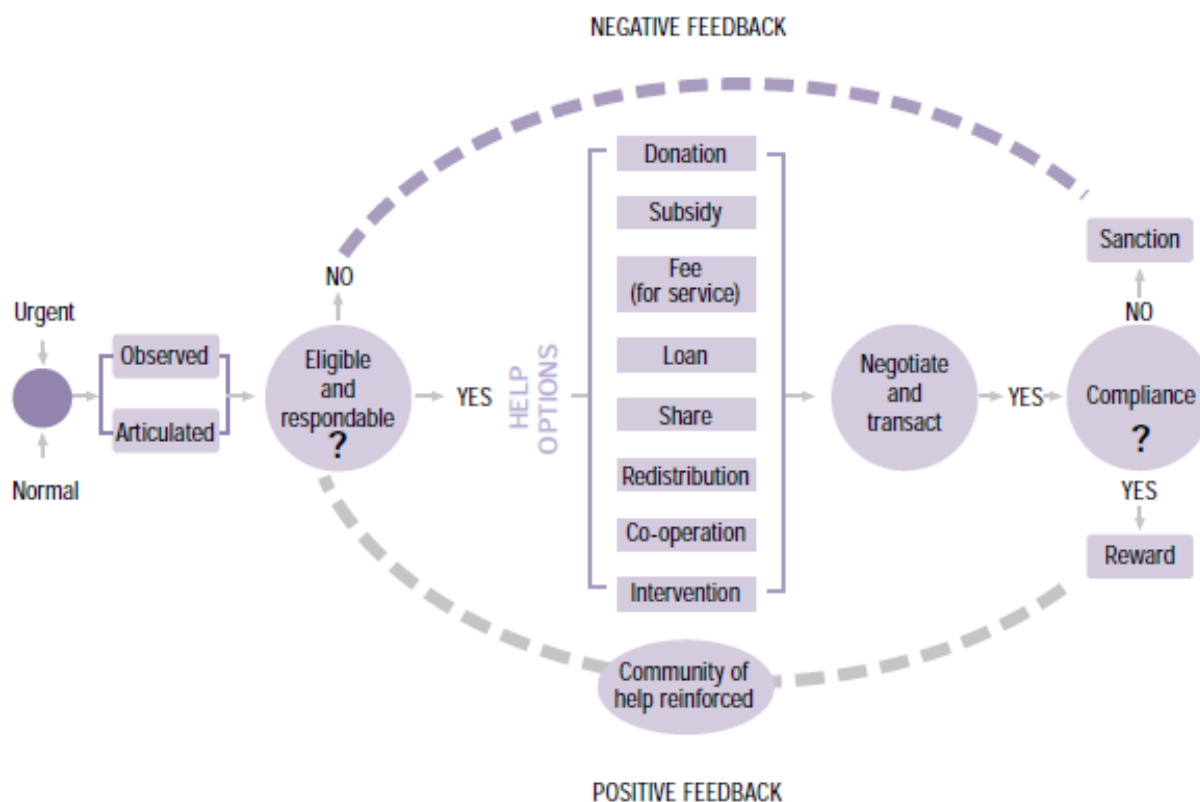 NEGATIVE FEEDBACK
Donation
Subsidy
Fee
(for service)
Loan
Share
Redistribution
Co-operation
Intervention
HELP
OPTIONS
Urgent
Normal
Observed
Articulated
NO
Eligible
and
respondable
?
YES
Negotiate
and
transact
YES
Sanction
NO
Compliance
?
YES
Reward
Community of
help reinforced
POSITIVE FEEDBACK